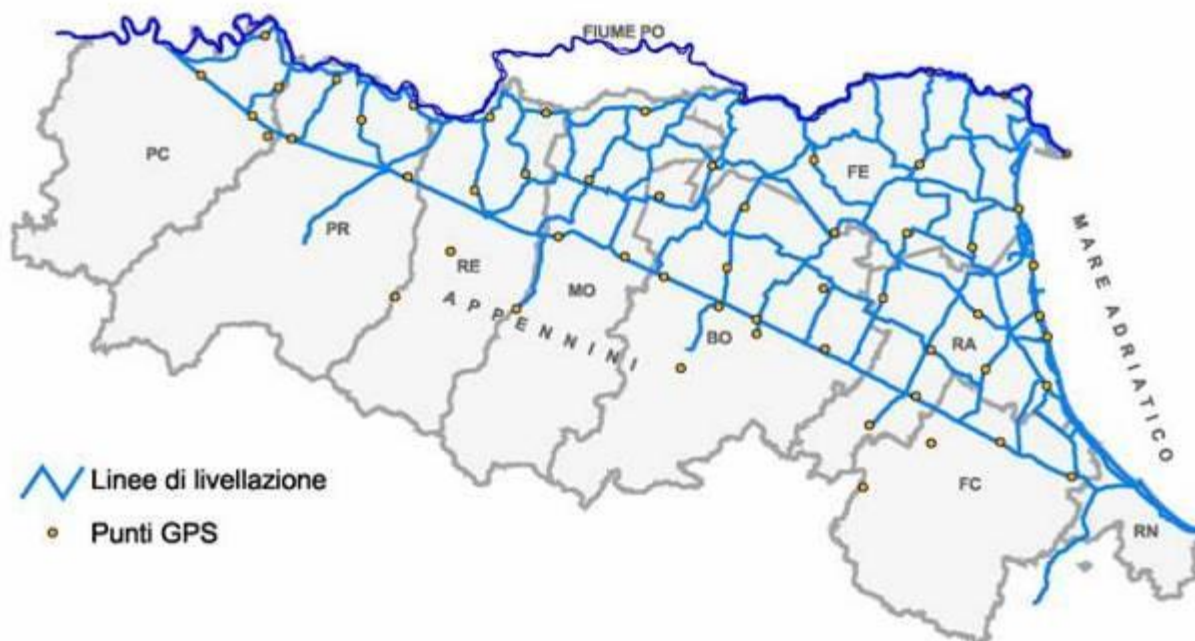 FIUME PO
PC
FE
PR
RE
MO
APPENNINI
BO
RA
MARE ADRIATICO
FC
RN
Linee di livellazione
Punti GPS